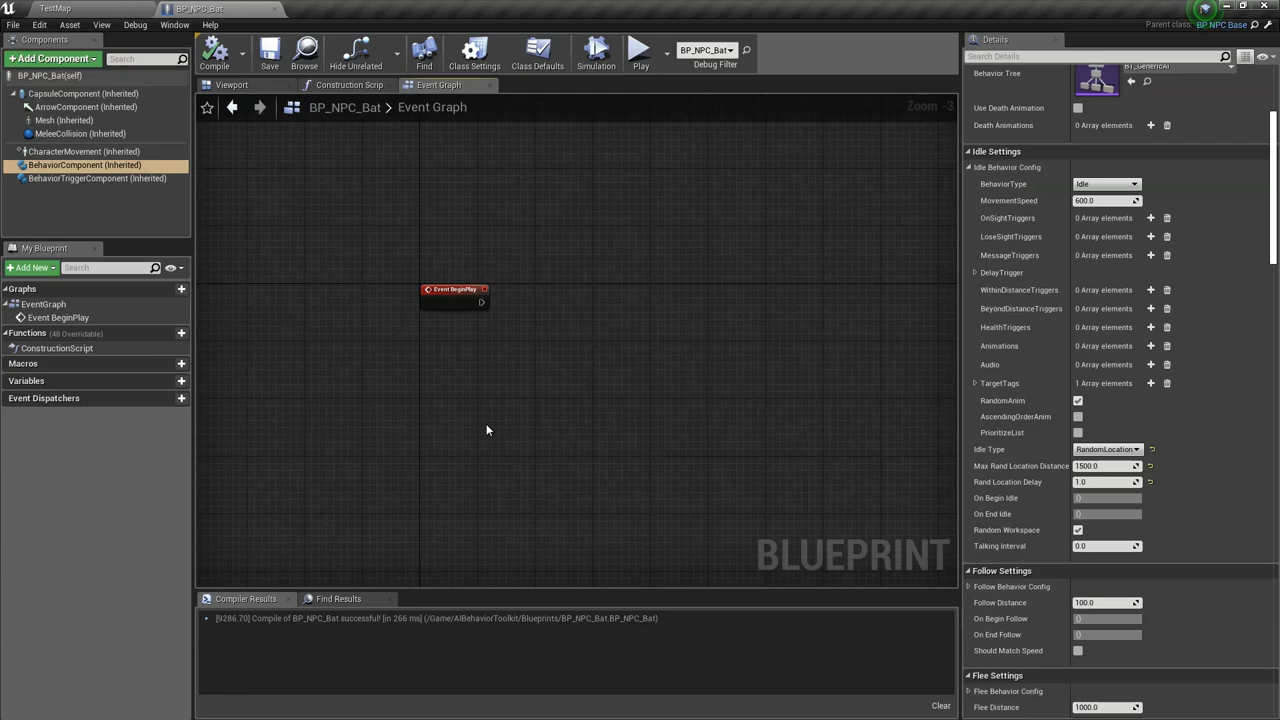 TestMap
BP_NPC_Bat
File Edit Asset View Debug Window Help
Parent class: BP_NPC Base
Components
+ Add Component
Search
BP_NPC_Bat(self)
CapsuleComponent (Inherited)
ArrowComponent (Inherited)
Mesh (Inherited)
MeleeCollision (Inherited)
CharacterMovement (Inherited)
BehaviorComponent (Inherited)
BehaviorTriggerComponent (Inherited)
My Blueprint
+ Add New
Search
Graphs
EventGraph
Event BeginPlay
Functions (48 Overridable)
ConstructionScript
Macros
Variables
Event Dispatchers
Compile
Save
Browse
Hide Unrelated
Find
Class Settings
Class Defaults
Simulation
Play
BP_NPC_Bat
Debug Filter
Viewport
Construction Scrip
Event Graph
BP_NPC_Bat > Event Graph
Zoom -3
Event BeginPlay
BLUEPRINT
Compiler Results
Find Results
[9286.70] Compile of BP_NPC_Bat successful! [in 266 ms] (/Game/AIBehaviorToolkit/Blueprints/BP_NPC_Bat.BP_NPC_Bat)
Clear
Details
Search Details
Behavior Tree
BT_GenericAI
Use Death Animation
Death Animations 0 Array elements
Idle Settings
Idle Behavior Config
BehaviorType Idle
MovementSpeed 600.0
OnSightTriggers 0 Array elements
LoseSightTriggers 0 Array elements
MessageTriggers 0 Array elements
DelayTrigger
WithinDistanceTriggers 0 Array elements
BeyondDistanceTriggers 0 Array elements
HealthTriggers 0 Array elements
Animations 0 Array elements
Audio 0 Array elements
TargetTags 1 Array elements
RandomAnim
AscendingOrderAnim
PrioritizeList
Idle Type RandomLocation
Max Rand Location Distance 1500.0
Rand Location Delay 1.0
On Begin Idle ()
On End Idle ()
Random Workspace
Talking Interval 0.0
Follow Settings
Follow Behavior Config
Follow Distance 100.0
On Begin Follow ()
On End Follow ()
Should Match Speed
Flee Settings
Flee Behavior Config
Flee Distance 1000.0